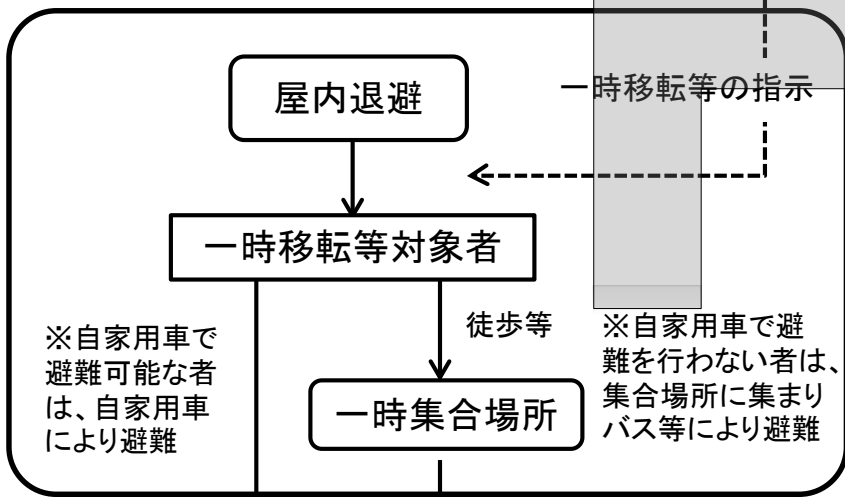 屋内退避
一時移転等の指示
一時移転等対象者
徒歩等
※自家用車で
避難可能な者
は、自家用車
により避難
一時集合場所
※自家用車で避
難を行わない者は、
集合場所に集まり
バス等により避難